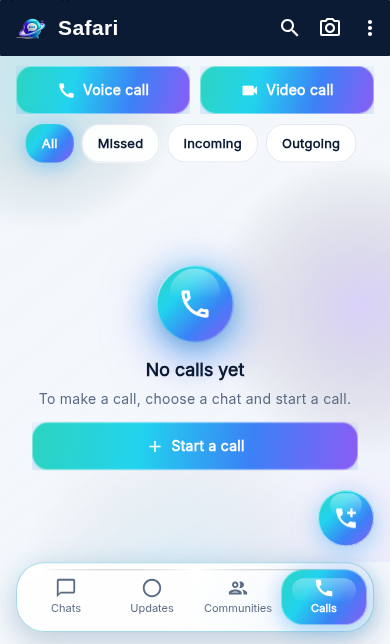 Safari
Voice call
Video call
All
Missed
Incoming
Outgoing
No calls yet
To make a call, choose a chat and start a call.
Start a call
Chats
Updates
Communities
Calls